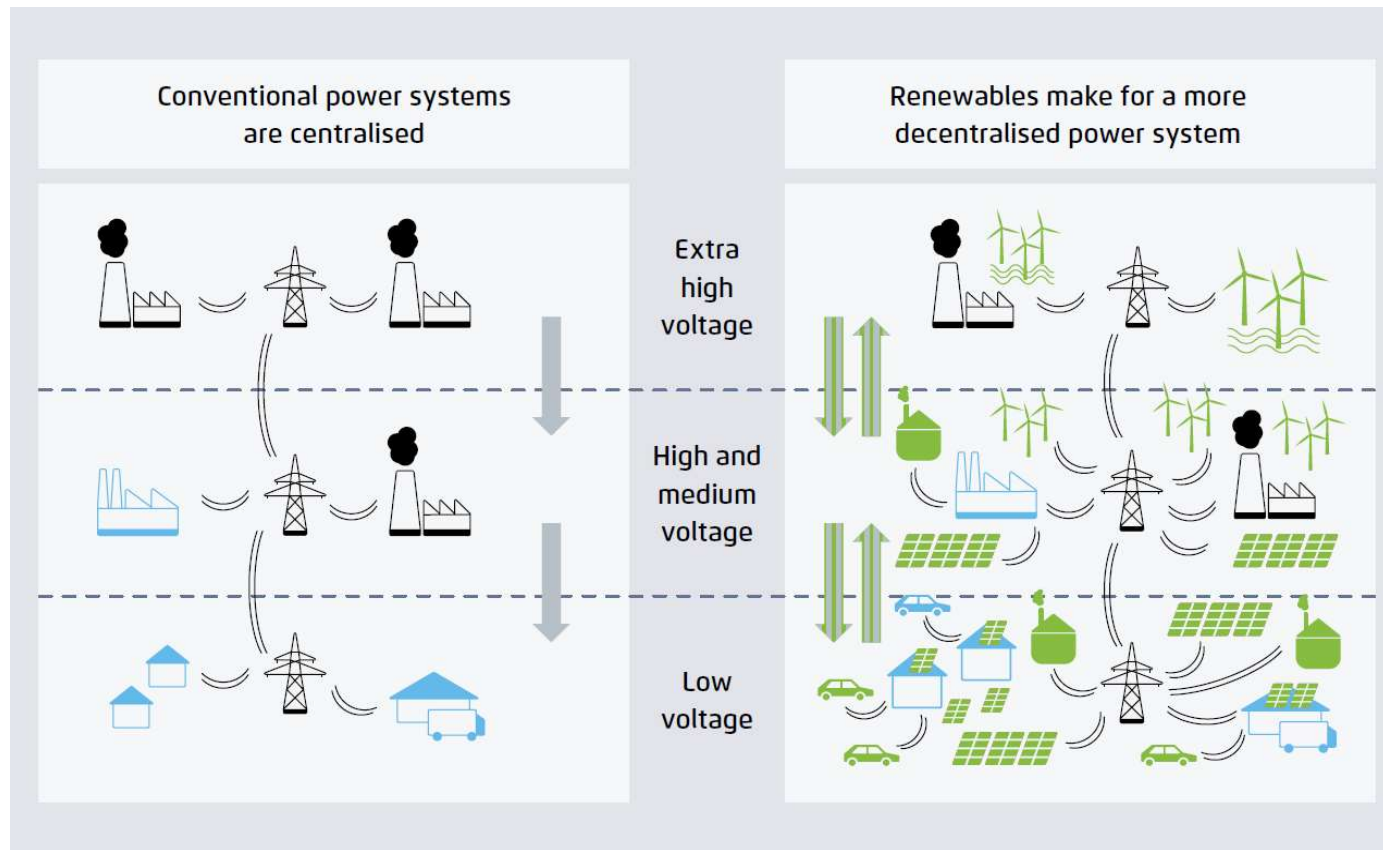 Conventional power systems
are centralised
Renewables make for a more
decentralised power system
Extra
high
voltage
High and
medium
voltage
Low
voltage